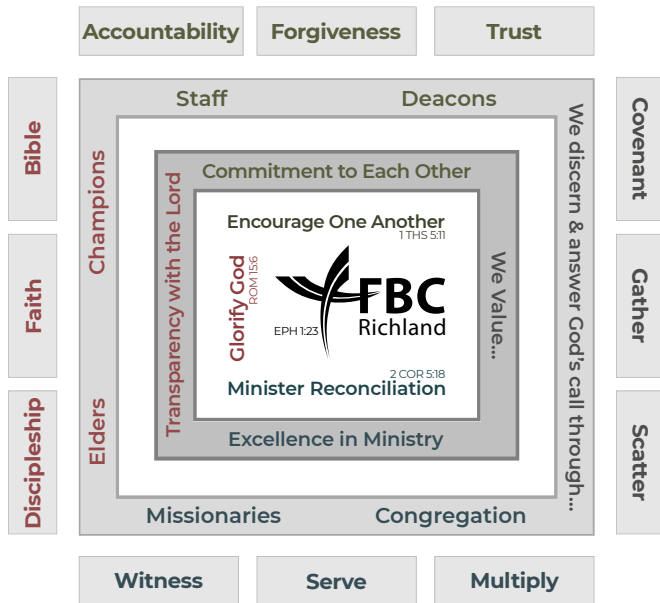 Accountability
Forgiveness
Trust
Staff
Deacons
Bible
Faith
Discipleship
Champions
Elders
Commitment to Each Other
Transparency with the Lord
Encourage One Another
1 THS 5:11
Glorify God
ROM 15:6
EPH 1:23
FBC
Richland
2 COR 5:18
Minister Reconciliation
We Value...
Excellence in Ministry
We discern & answer God's call through...
Covenant
Gather
Scatter
Missionaries
Congregation
Witness
Serve
Multiply